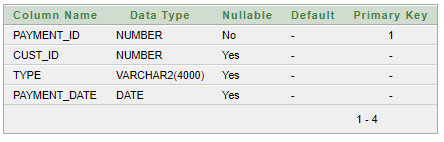 Column Name Data Type Nullable Default Primary Key
PAYMENT_ID NUMBER No - 1
CUST_ID NUMBER Yes - -
TYPE VARCHAR2(4000) Yes - -
PAYMENT_DATE DATE Yes - -
1 - 4